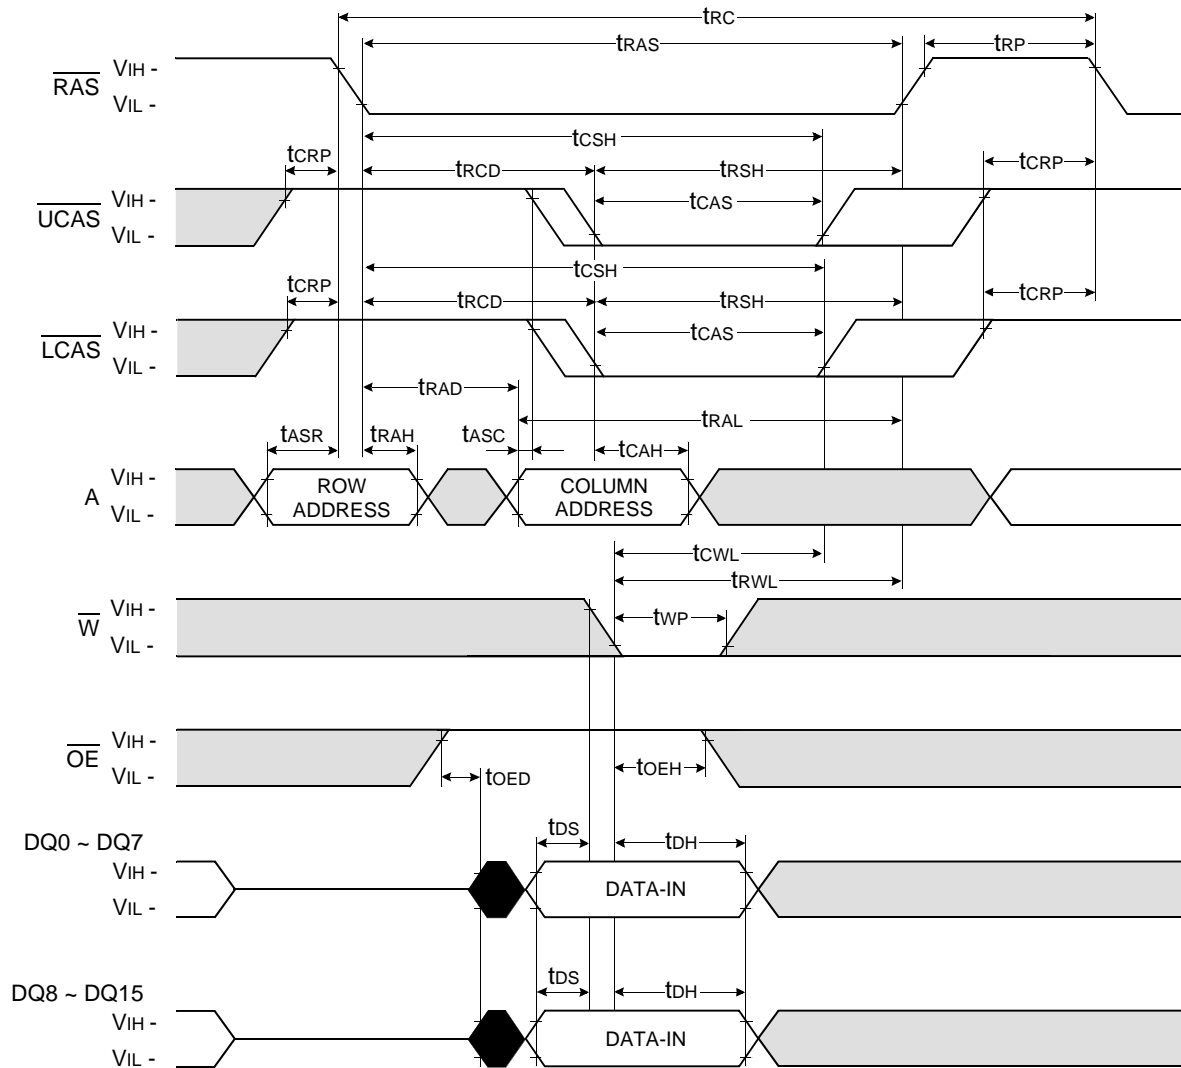 tRC
tRAS
tRP
RAS
VIH -
VIL -
tCSH
tCRP
tRCD
tRSH
tCRP
UCAS
VIH -
VIL -
tCAS
tCSH
tCRP
tRCD
tRSH
tCRP
LCAS
VIH -
VIL -
tCAS
tRAD
tRAL
tASR
tRAH
tASC
tCAH
A
VIH -
VIL -
ROW
ADDRESS
COLUMN
ADDRESS
tCWL
tRWL
W
VIH -
VIL -
tWP
OE
VIH -
VIL -
tOED
tOEH
DQ0 ~ DQ7
VIH -
VIL -
tDS
tDH
DATA-IN
DQ8 ~ DQ15
VIH -
VIL -
tDS
tDH
DATA-IN